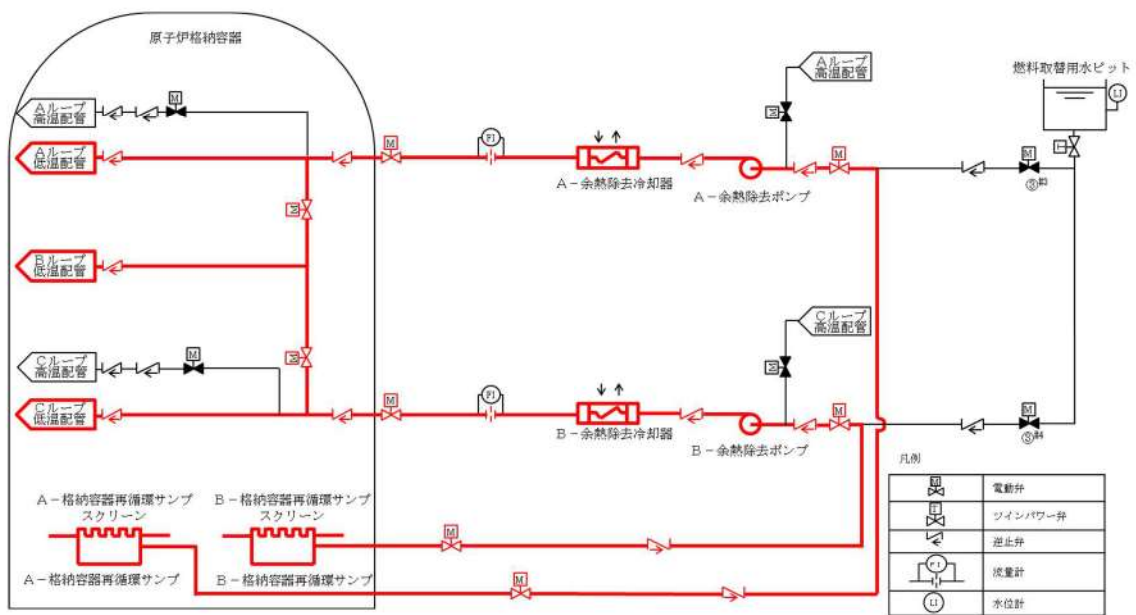 原子炉格納容器
Aループ
高温配管
M
Aループ
低温配管
M
Bループ
低温配管
Cループ
高温配管
M
M
Cループ
低温配管
M
FI
A-余熱除去冷却器
Aループ
高温配管
M
M
A-余熱除去ポンプ
燃料取替用水ピット
LI
T
M
M
FI
B-余熱除去冷却器
Cループ
高温配管
M
M
B-余熱除去ポンプ
M
A-格納容器再循環サンプ
スクリーン
B-格納容器再循環サンプ
スクリーン
A-格納容器再循環サンプ
B-格納容器再循環サンプ
M
M
凡例
M 電動弁
T ツインパワー弁
逆止弁
FI 流量計
LI 水位計